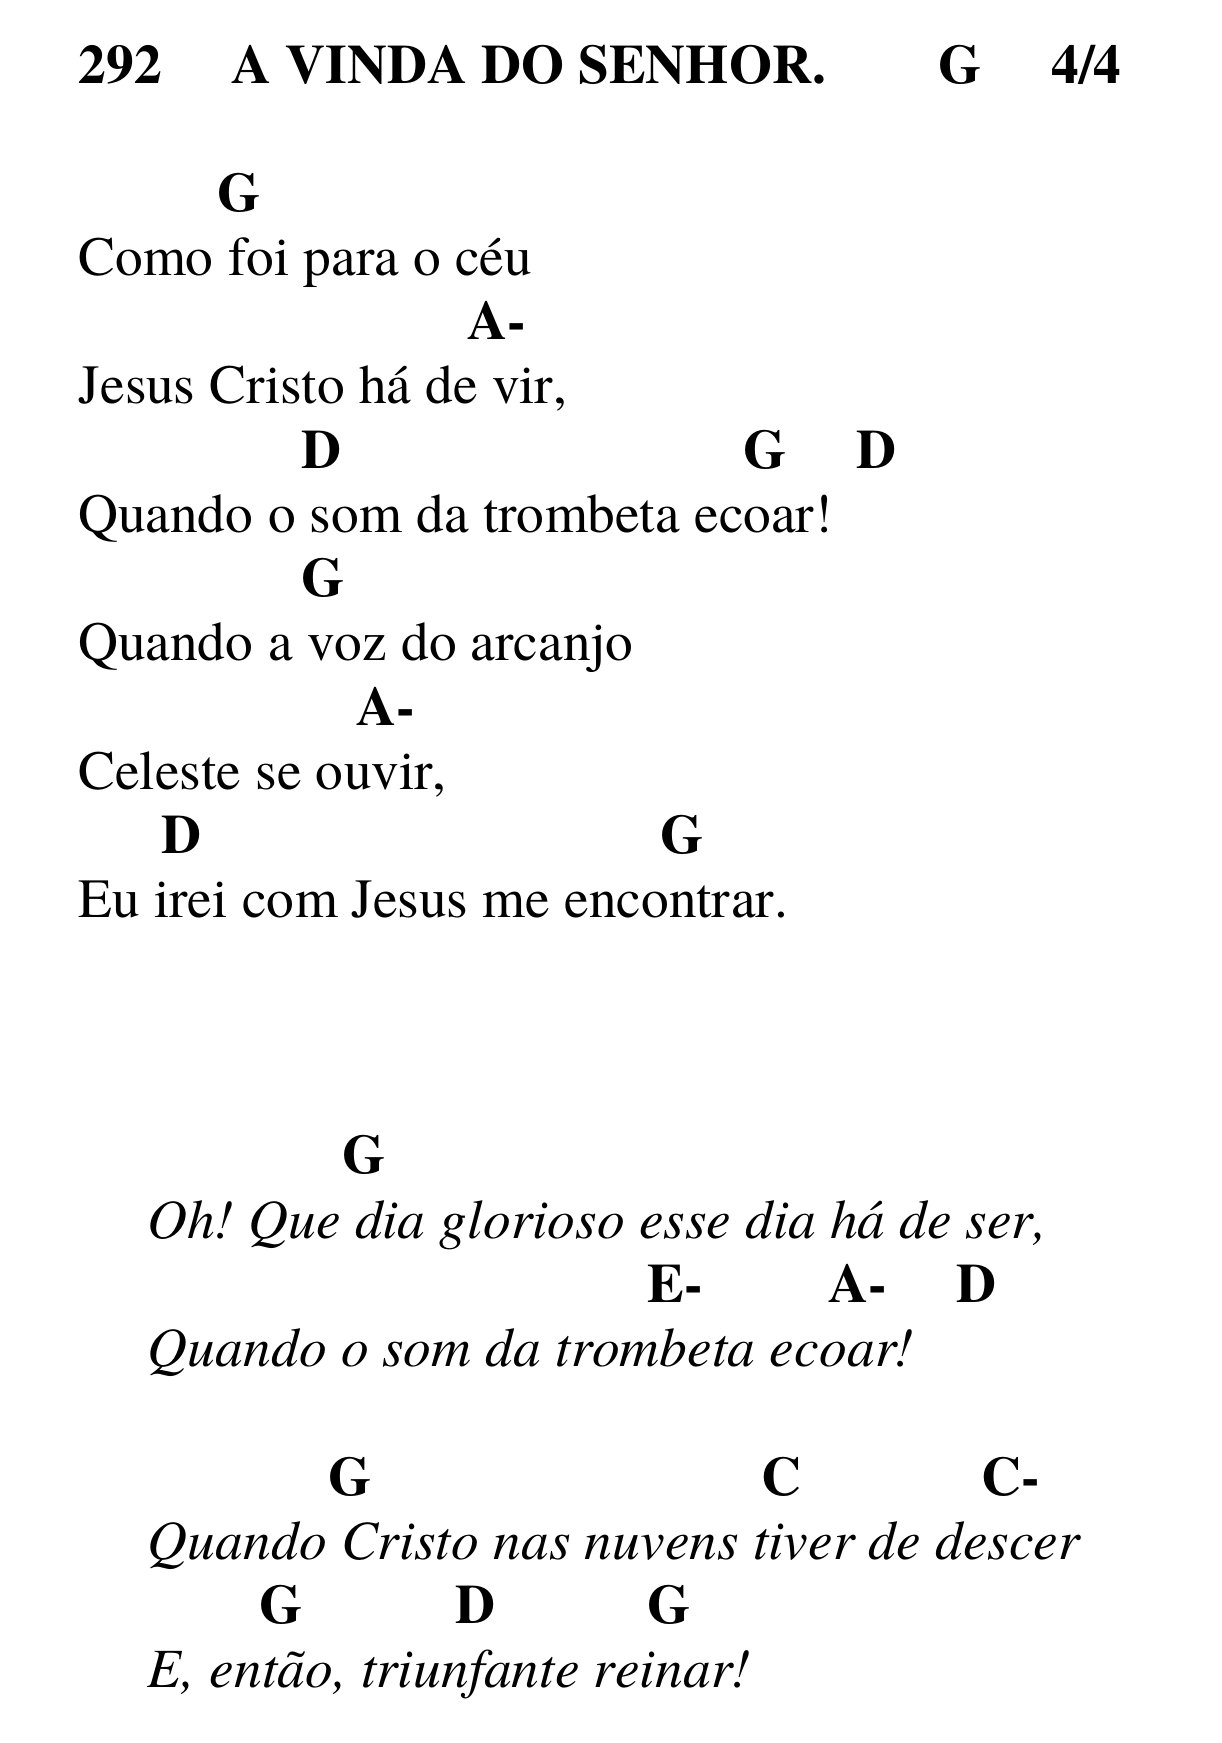 292 A VINDA DO SENHOR. G 4/4
G
Como foi para o céu
A-
Jesus Cristo há de vir,
D G D
Quando o som da trombeta ecoar!
G
Quando a voz do arcanjo
A-
Celeste se ouvir,
D G
Eu irei com Jesus me encontrar.
G
Oh! Que dia glorioso esse dia há de ser,
E- A- D
Quando o som da trombeta ecoar!
G C C-
Quando Cristo nas nuvens tiver de descer
G D G
E, então, triunfante reinar!